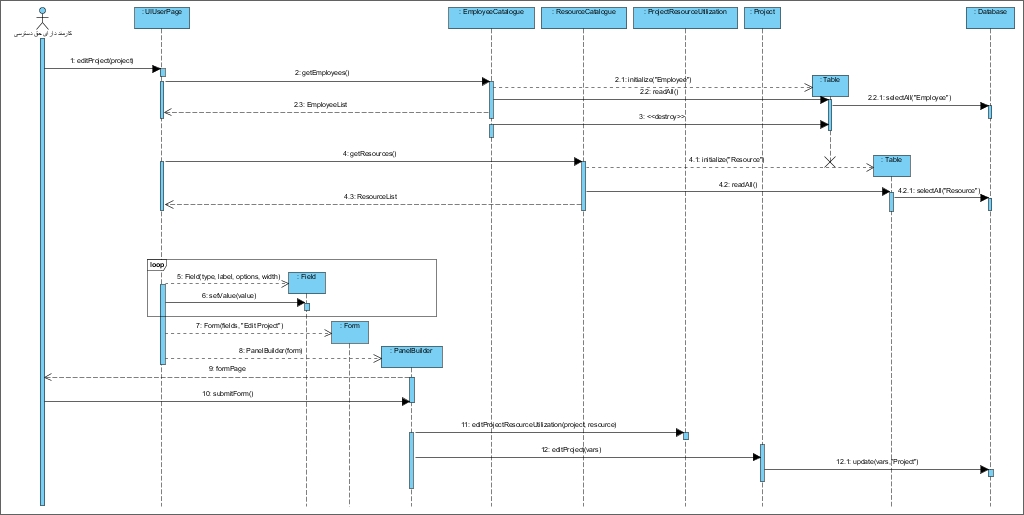 : UIUserPage
: EmployeeCatalogue
: ResourceCatalogue
: ProjectResourceUtilization
: Project
: Database
کارمند دارای حق دسترسی
1: editProject(project)
2: getEmployees()
2.1: initialize("Employee")
: Table
2.2: readAll()
2.2.1: selectAll("Employee")
2.3: EmployeeList
3: <<destroy>>
4: getResources()
4.1: initialize("Resource")
: Table
4.2: readAll()
4.2.1: selectAll("Resource")
4.3: ResourceList
loop
5: Field(type, label, options, width)
: Field
6: setValue(value)
7: Form(fields, "Edit Project")
: Form
8: PanelBuilder(form)
: PanelBuilder
9: formPage
10: submitForm()
11: editProjectResourceUtilization(project, resource)
12: editProject(vars)
12.1: update(vars,"Project")